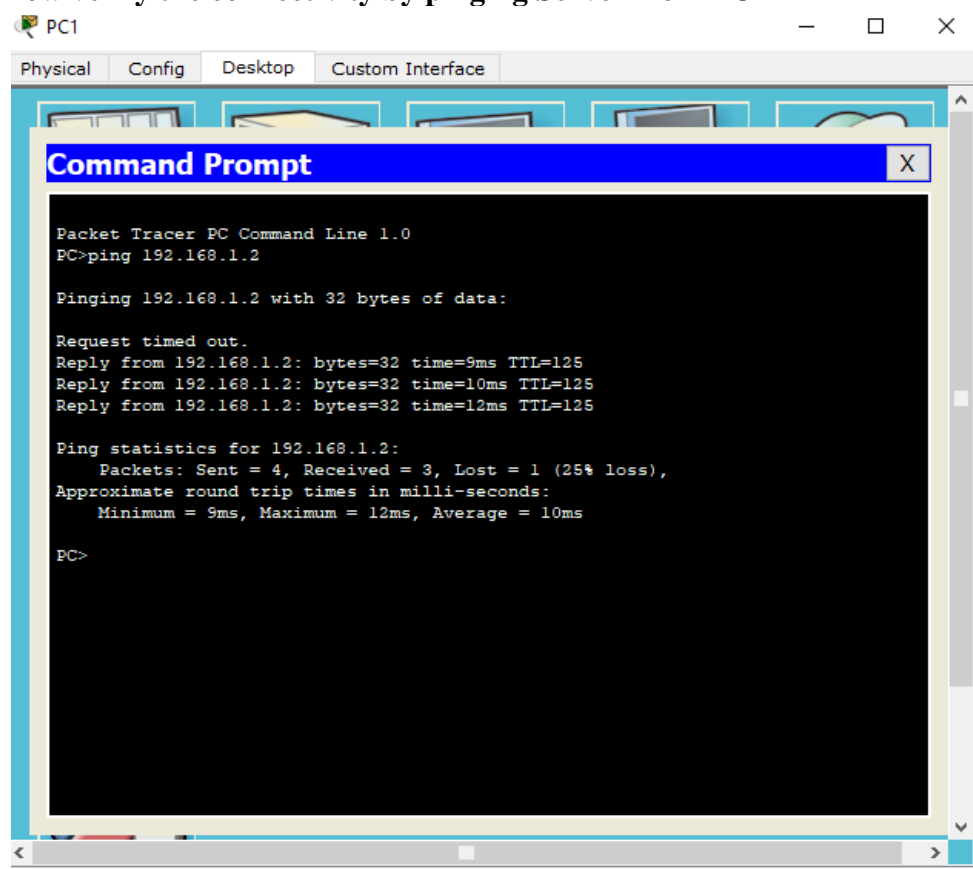 PC1
Physical Config Desktop Custom Interface
Command Prompt
X
Packet Tracer PC Command Line 1.0
PC>ping 192.168.1.2
Pinging 192.168.1.2 with 32 bytes of data:
Request timed out.
Reply from 192.168.1.2: bytes=32 time=9ms TTL=125
Reply from 192.168.1.2: bytes=32 time=10ms TTL=125
Reply from 192.168.1.2: bytes=32 time=12ms TTL=125
Ping statistics for 192.168.1.2:
Packets: Sent = 4, Received = 3, Lost = 1 (25% loss),
Approximate round trip times in milli-seconds:
Minimum = 9ms, Maximum = 12ms, Average = 10ms
PC>